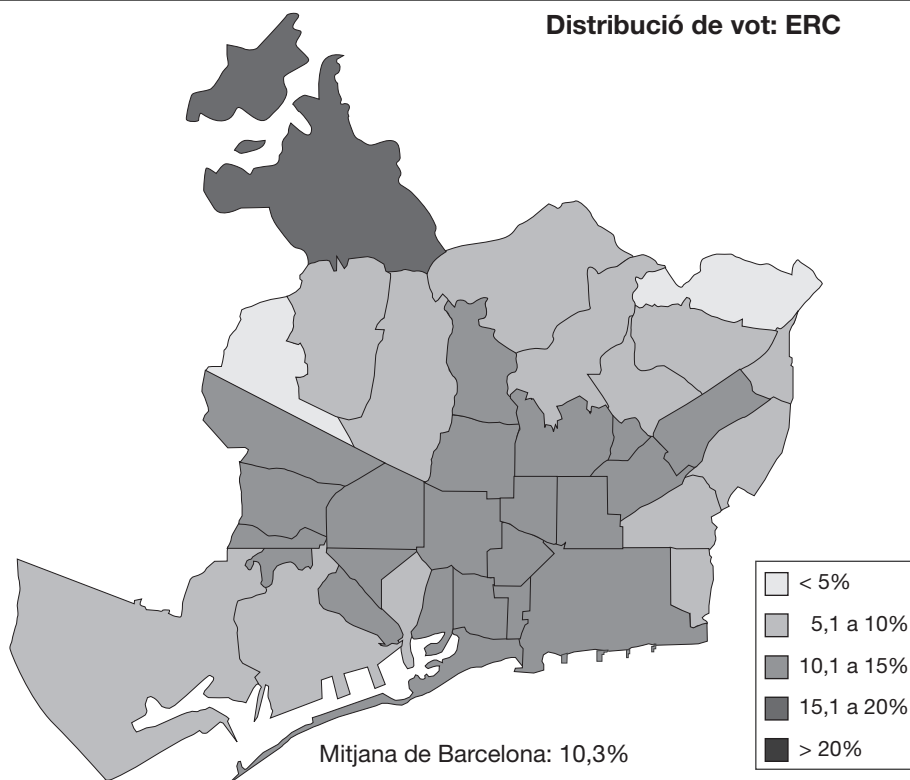 Distribució de vot: ERC
< 5%
5,1 a 10%
10,1 a 15%
15,1 a 20%
> 20%
Mitjana de Barcelona: 10,3%